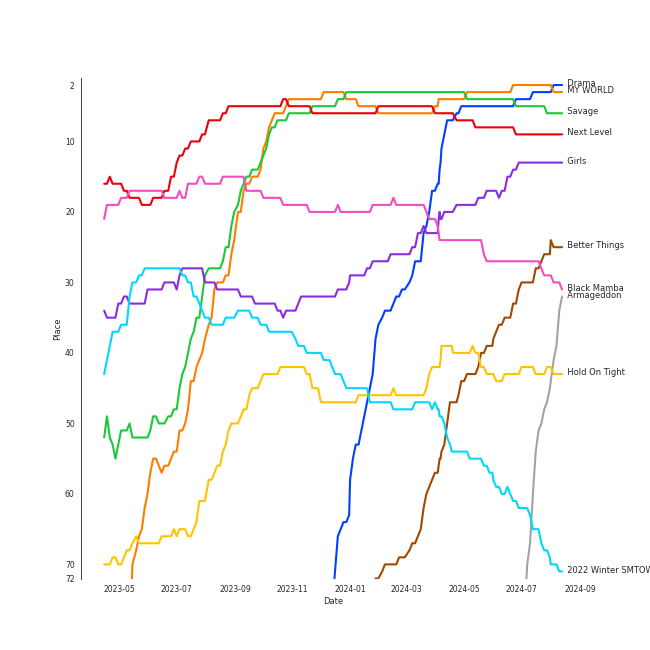 2
10
20
30
40
50
60
70
72
Place
Drama
MY WORLD
Savage
Next Level
Girls
Better Things
Black Mamba
Armageddon
Hold On Tight
2022 Winter SMTOW
2023-05
2023-07
2023-09
2023-11
2024-01
2024-03
2024-05
2024-07
2024-09
Date